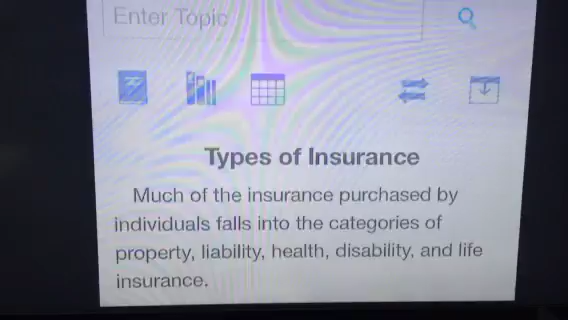 Enter Topic
Types of Insurance
Much of the insurance purchased by
individuals falls into the categories of
property, liability, health, disability, and life
insurance.